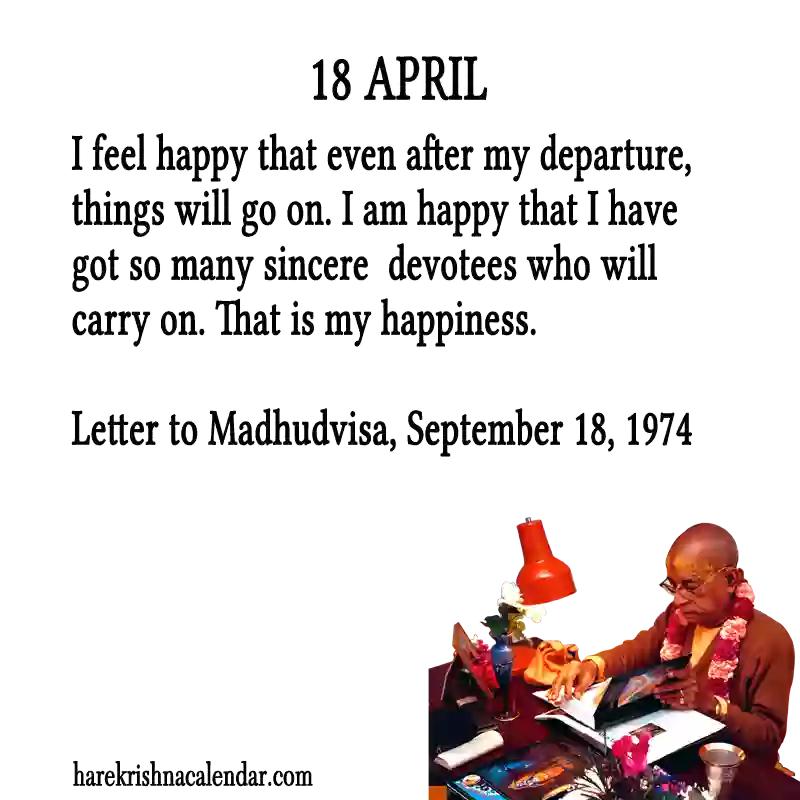 18 APRIL
I feel happy that even after my departure,
things will go on. I am happy that I have
got so many sincere  devotees who will
carry on. That is my happiness.
Letter to Madhudvisa, September 18, 1974
harekrishnacalendar.com